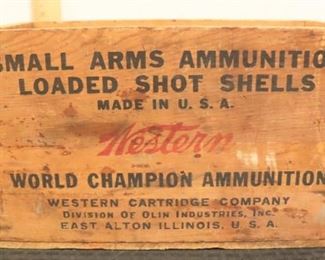 SMALL ARMS AMMUNITION
LOADED SHOT SHELLS
MADE IN U.S.A.
Western
WORLD CHAMPION AMMUNITION
WESTERN CARTRIDGE COMPANY
DIVISION OF OLIN INDUSTRIES, INC.
EAST ALTON ILLINOIS, U.S.A.